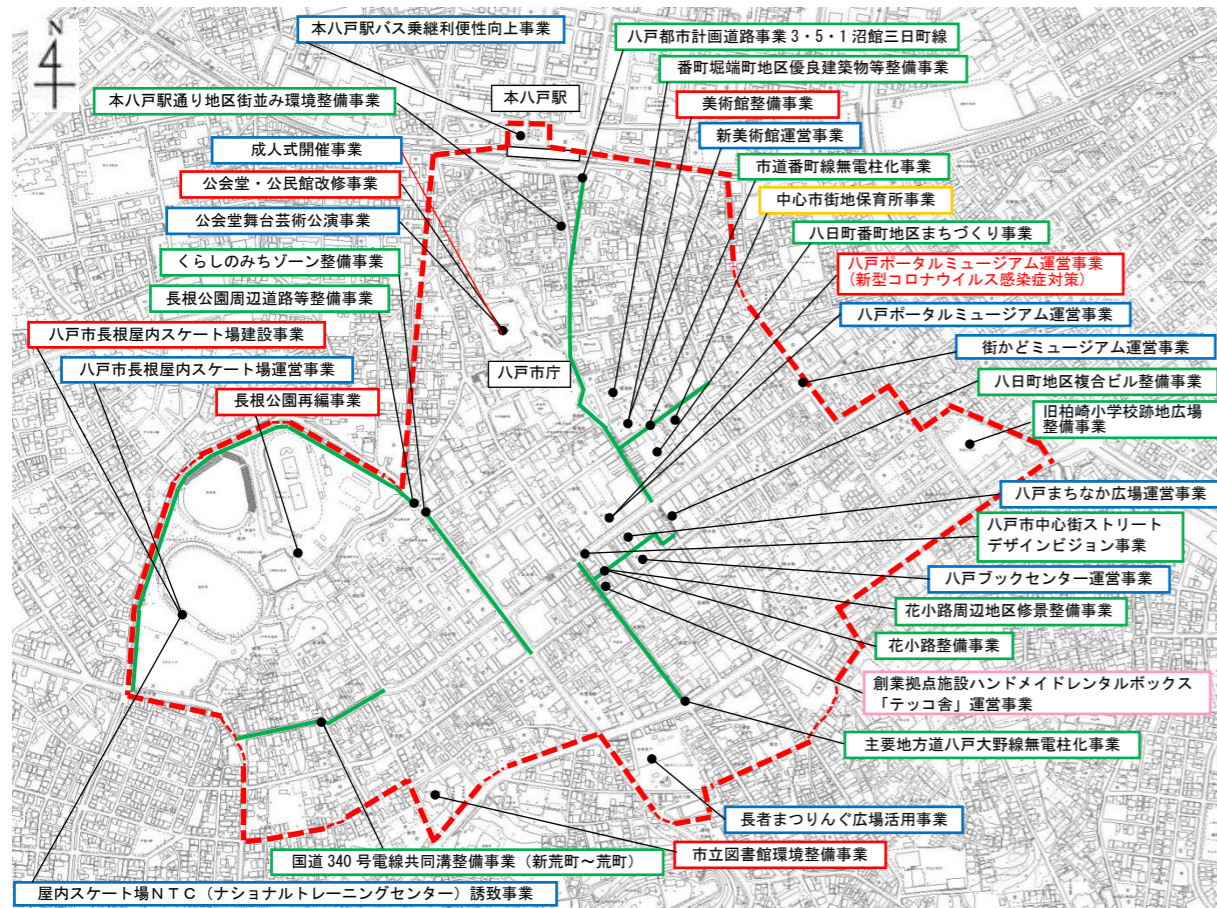 N
本八戸駅バス乗継利便性向上事業
八戸都市計画道路事業3・5・1沼館三日町線
番町堀端町地区優良建築物等整備事業
本八戸駅通り地区街並み環境整備事業
本八戸駅
美術館整備事業
新美術館運営事業
成人式開催事業
市道番町線無電柱化事業
公会堂・公民館改修事業
中心市街地保育所事業
公会堂舞台芸術公演事業
八日町番町地区まちづくり事業
くらしのみちゾーン整備事業
八戸ポータルミュージアム運営事業
(新型コロナウイルス感染症対策)
長根公園周辺道路等整備事業
八戸ポータルミュージアム運営事業
八戸市長根屋内スケート場建設事業
街かどミュージアム運営事業
八戸市長根屋内スケート場運営事業
八戸市庁
八日町地区複合ビル整備事業
長根公園再編事業
旧柏崎小学校跡地広場
整備事業
八戸まちなか広場運営事業
八戸市中心街ストリート
デザインビジョン事業
八戸ブックセンター運営事業
花小路周辺地区修景整備事業
花小路整備事業
創業拠点施設ハンドメイドレンタルボックス
「テッコ舎」運営事業
主要地方道八戸大野線無電柱化事業
長者まつりんぐ広場活用事業
市立図書館環境整備事業
国道340号電線共同溝整備事業(新荒町~荒町)
屋内スケート場NTC(ナショナルトレーニングセンター)誘致事業